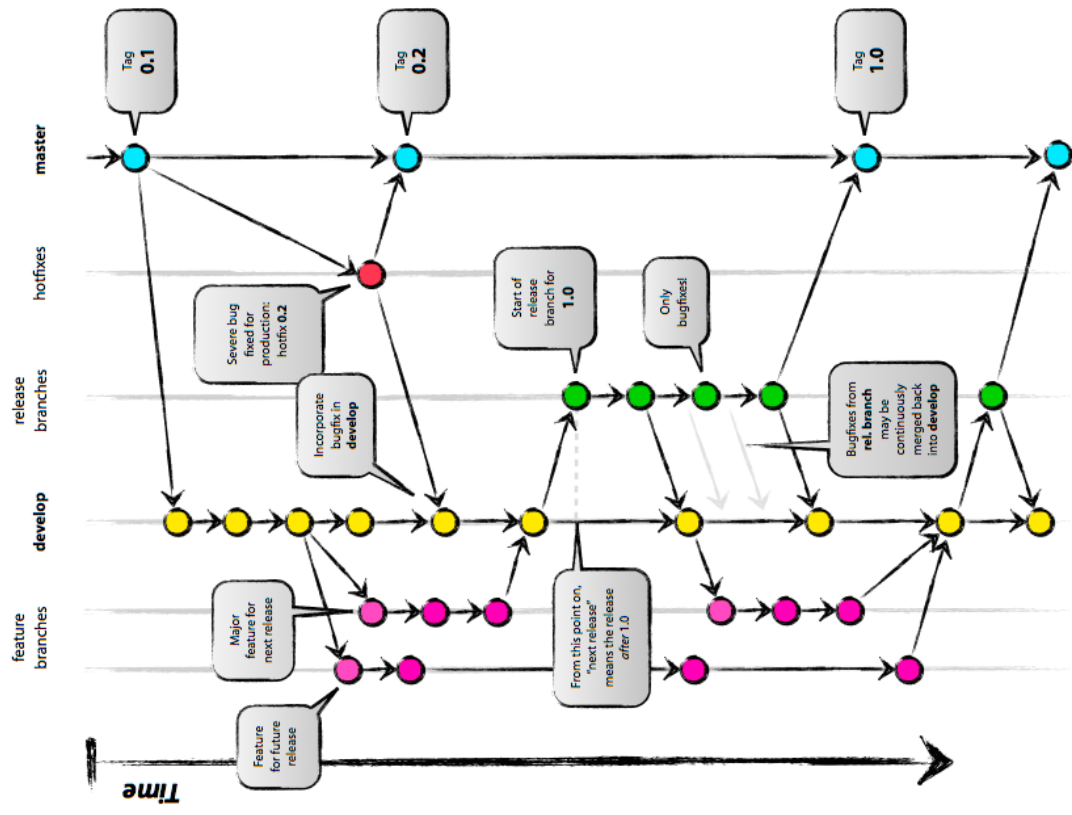 feature
branches
develop
release
branches
hotfixes
master
Time
Tag
0.1
Severe bug
fixed for
production:
hotfix 0.2
Tag
0.2
Incorporate
bugfix in
develop
Major
feature for
next release
Feature
for future
release
Start of
release
branch for
1.0
From this point on,
"next release"
means the release
after 1.0
Only
bugfixes!
Tag
1.0
Bugfixes from
rel. branch
may be
continuously
merged back
into develop